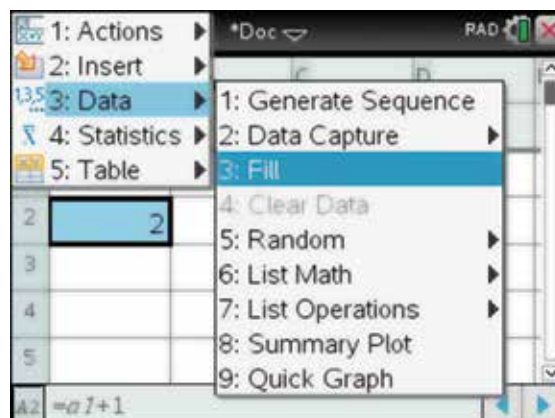 1: Actions
2: Insert
3: Data
4: Statistics
5: Table
*Doc
RAD
C
D
1: Generate Sequence
2: Data Capture
3: Fill
4: Clear Data
5: Random
6: List Math
7: List Operations
8: Summary Plot
9: Quick Graph
2
2
3
4
5
A2 =a1+1